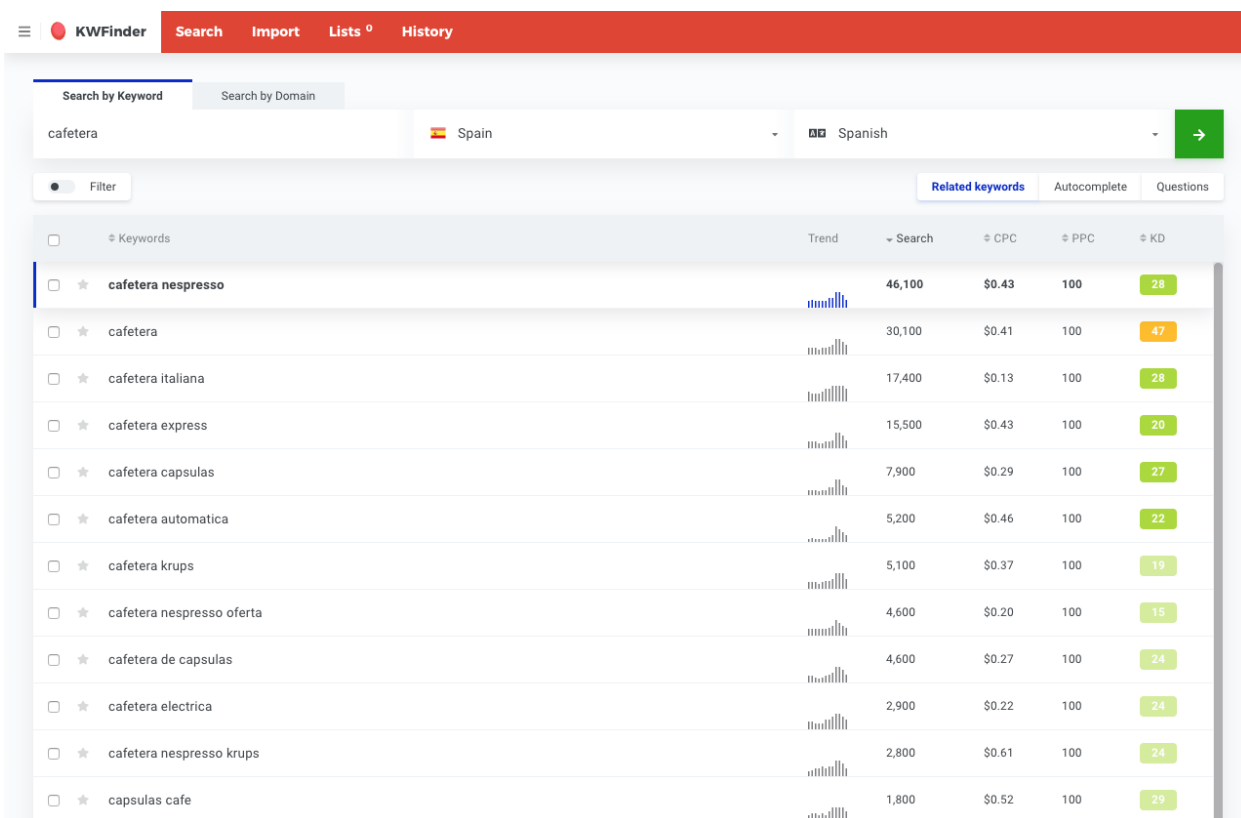 KWFinder Search Import Lists 0 History
Search by Keyword Search by Domain
cafetera Spain Spanish
Filter Related keywords Autocomplete Questions
Keywords Trend Search CPC PPC KD
cafetera nespresso 46,100 $0.43 100 28
cafetera 30,100 $0.41 100 47
cafetera italiana 17,400 $0.13 100 28
cafetera express 15,500 $0.43 100 20
cafetera capsulas 7,900 $0.29 100 27
cafetera automatica 5,200 $0.46 100 22
cafetera krups 5,100 $0.37 100 19
cafetera nespresso oferta 4,600 $0.20 100 15
cafetera de capsulas 4,600 $0.27 100 24
cafetera electrica 2,900 $0.22 100 24
cafetera nespresso krups 2,800 $0.61 100 24
capsulas cafe 1,800 $0.52 100 29